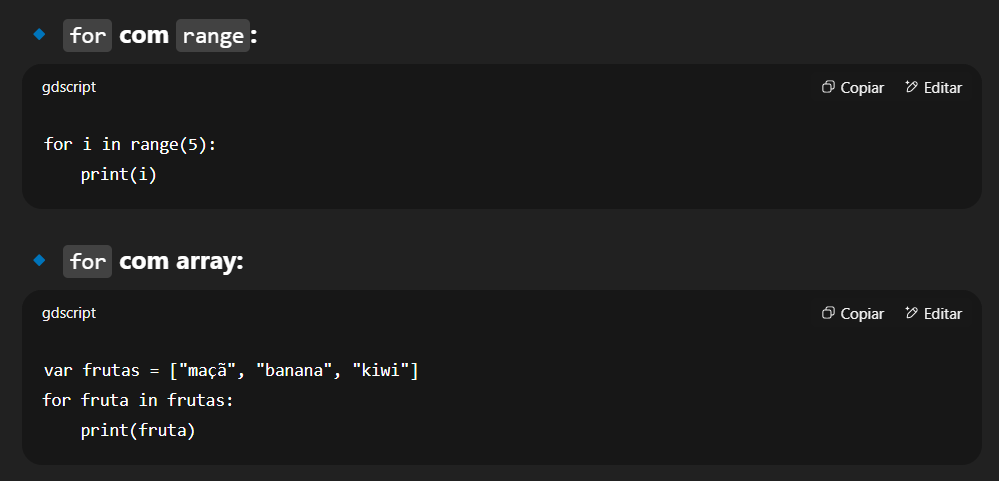 for com range:
gdscript
Copiar
Editar
for i in range(5):
    print(i)
for com array:
gdscript
Copiar
Editar
var frutas = ["maçã", "banana", "kiwi"]
for fruta in frutas:
    print(fruta)